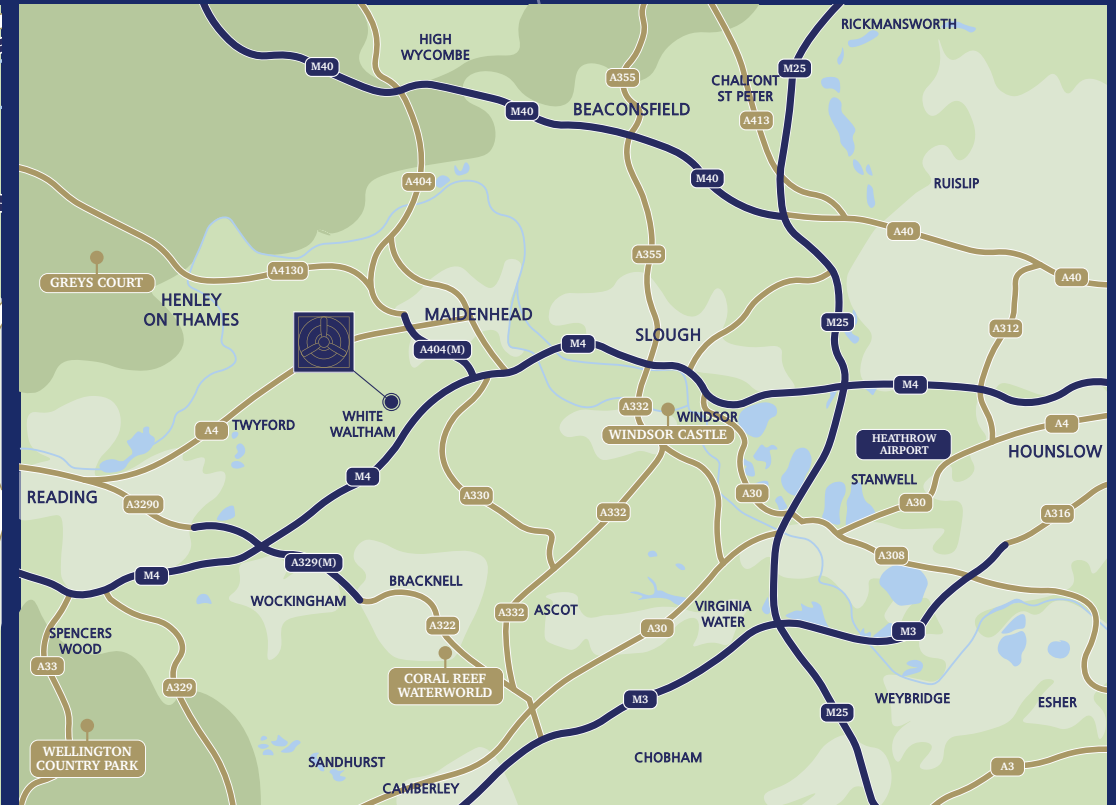 RICKMANSWORTH
HIGH
WYCOMBE
M40
M25
A355
CHALFONT
ST PETER
M40
BEACONSFIELD
A413
M40
A404
RUISLIP
A40
A355
A4130
A40
GREYS COURT
HENLEY
ON THAMES
MAIDENHEAD
M25
A312
SLOUGH
M4
A404(M)
M4
A332
WINDSOR
WHITE
WALTHAM
TWYFORD
A4
A4
WINDSOR CASTLE
HEATHROW
AIRPORT
HOUNSLOW
M4
STANWELL
READING
A330
A30
A30
A3290
A332
A316
A308
A329(M)
M4
BRACKNELL
WOCKINGHAM
A332
ASCOT
VIRGINIA
WATER
A322
A30
M3
SPENCERS
WOOD
A33
A329
CORAL REEF
WATERWORLD
M3
WEYBRIDGE
ESHER
M25
WELLINGTON
COUNTRY PARK
SANDHURST
CHOBHAM
A3
CAMBERLEY